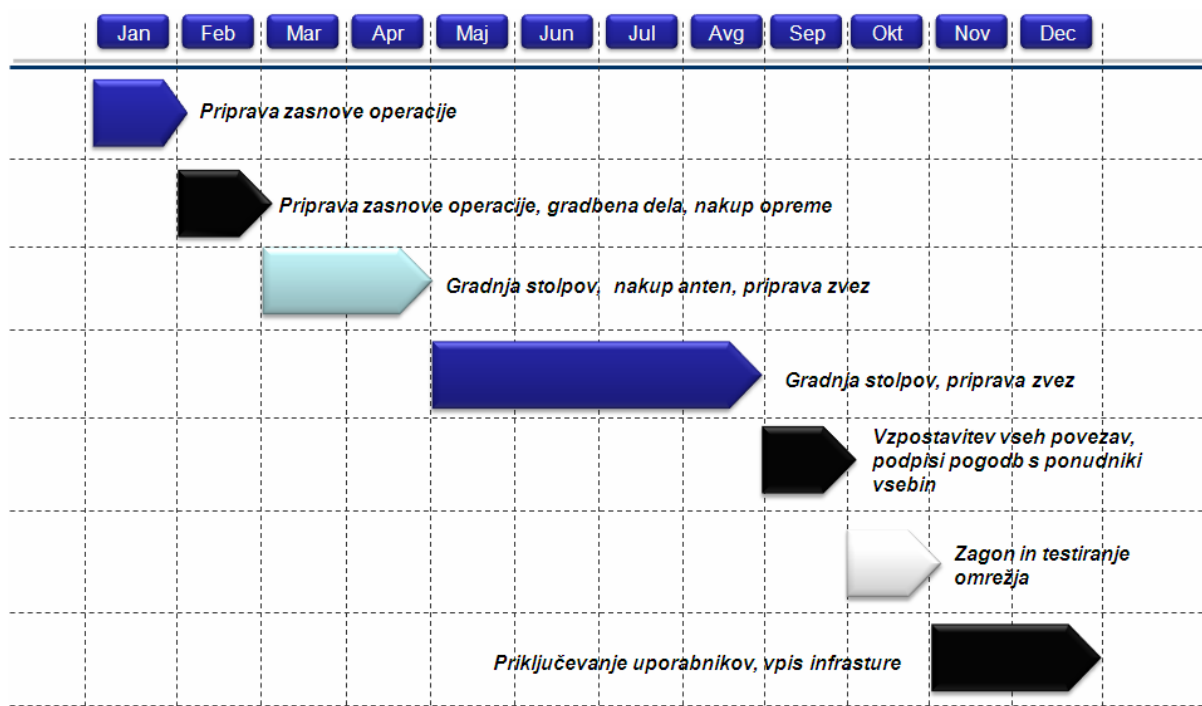 Jan Feb Mar Apr Maj Jun Jul Avg Sep Okt Nov Dec
Priprava zasnove operacije
Priprava zasnove operacije, gradbena dela, nakup opreme
Gradnja stolpov, nakup anten, priprava zvez
Gradnja stolpov, priprava zvez
Vzpostavitev vseh povezav,
podpisi pogodb s ponudniki
vsebin
Zagon in testiranje
omrežja
Priključevanje uporabnikov, vpis infrasture